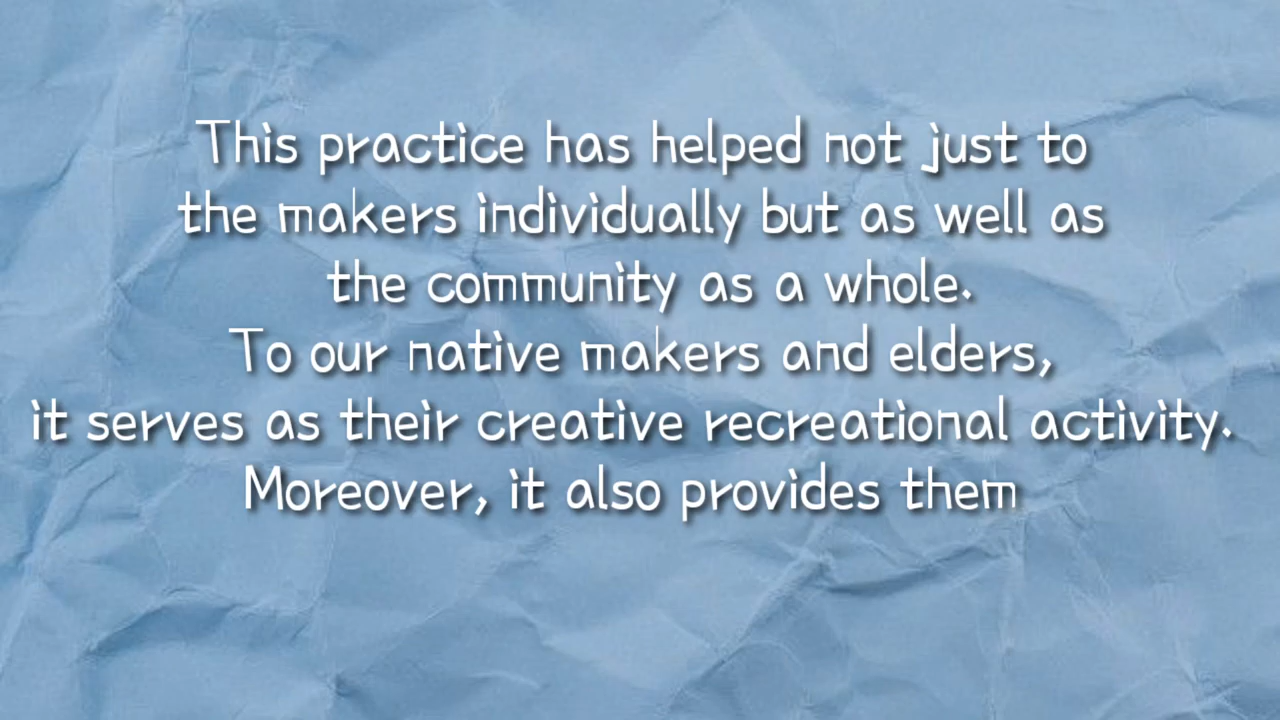 This practice has helped not just to
the makers individually but as well as
the community as a whole.
To our native makers and elders,
it serves as their creative recreational activity.
Moreover, it also provides them